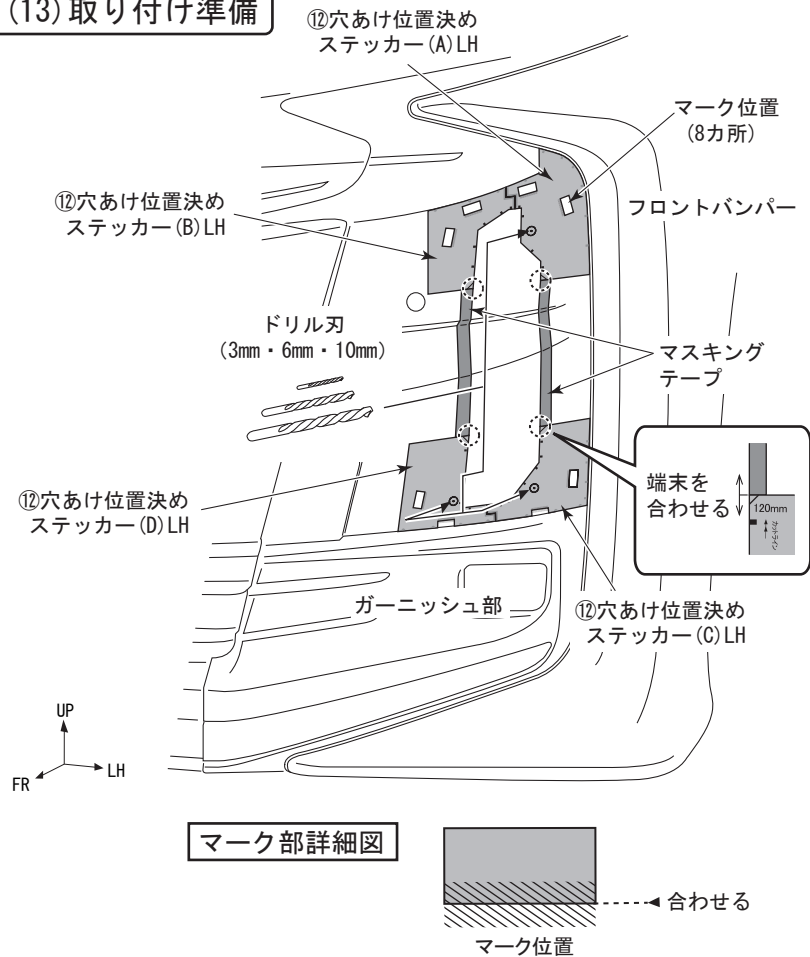 (13)取り付け準備
⑫穴あけ位置決め
ステッカー(A)LH
マーク位置
(8カ所)
⑫穴あけ位置決め
ステッカー(B)LH
フロントバンパー
ドリル刃
(3mm・6mm・10mm)
マスキング
テープ
端末を
合わせる
120mm
カットライン
⑫穴あけ位置決め
ステッカー(D)LH
ガーニッシュ部
⑫穴あけ位置決め
ステッカー(C)LH
UP
FR
LH
マーク部詳細図
合わせる
マーク位置